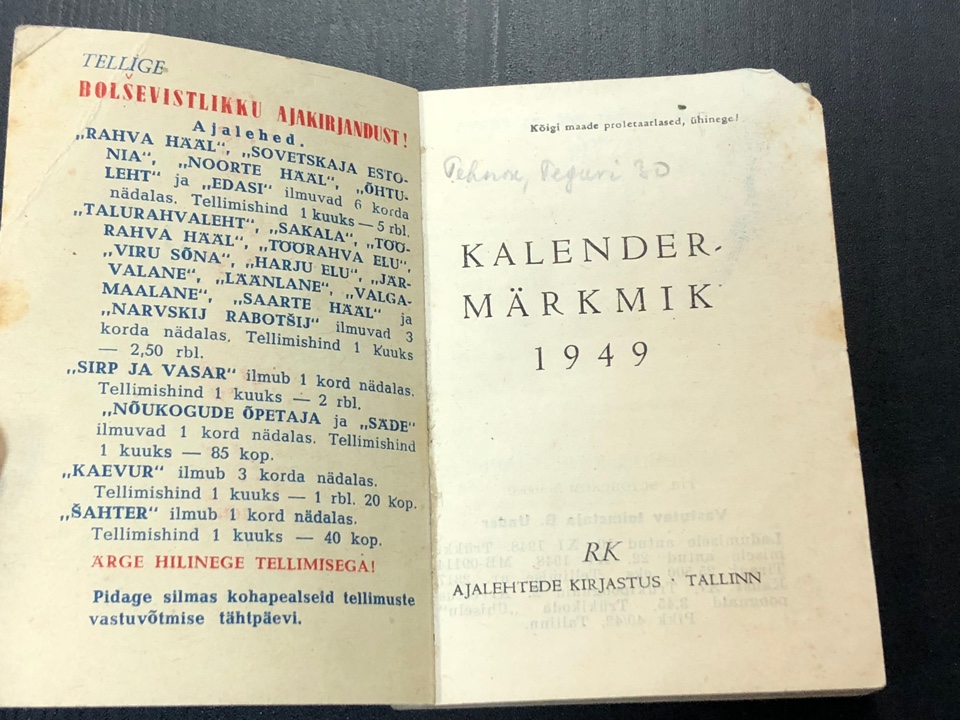 TELLIGE
BOLŠEVISTLIKKU AJAKIRJANDUST!
Ajalehed.
„RAHVA HÄÄL“, „SOVETSKAJA ESTO-
NIA“, „NOORTE HÄÄL“, „ÕHTU-
LEHT“ ja „EDASI“ ilmuvad 6 korda
nädalas. Tellimishind 1 kuuks — 5 rbl.
„TALURAHVALEHT“, „SAKALA“, „TÖÖ-
RAHVA HÄÄL“, „TÖÖRAHVA ELU“,
„VIRU SÕNA“, „HARJU ELU“, „JÄR-
VALANE“, „LÄÄNLANE“, „VALGA-
MAALANE“, „SAARTE HÄÄL“ ja
„NARVSKIJ RABOTŠIJ“ ilmuvad 3
korda nädalas. Tellimishind 1 Kuuks
— 2,50 rbl.
„SIRP JA VASAR“ ilmub 1 kord nädalas.
Tellimishind 1 kuuks — 2 rbl.
„NÕUKOGUDE ÕPETAJA ja „SÄDE“
ilmuvad 1 kord nädalas. Tellimishind
1 kuuks — 85 kop.
„KAEVUR“ ilmub 3 korda nädalas.
Tellimishind 1 kuuks — 1 rbl. 20 kop.
„ŠAHTER“ ilmub 1 kord nädalas.
Tellimishind 1 kuuks — 40 kop.
ÄRGE HILINEGE TELLIMISEGA!
Pidage silmas kohapealseid tellimuste
vastuvõtmise tähtpäevi.
Kõigi maade proletaarlased, ühinege!
30
KALENDER-
MÄRKMIK
1949
RK
AJALEHTEDE KIRJASTUS · TALLINN